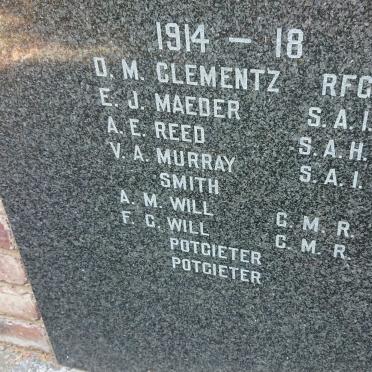 1914 – 18
D. M. CLEMENTZ RFC
E. J. MAEDER S.A.I.
A. E. REED S.A.H.
V. A. MURRAY S.A.I.
SMITH
A. M. WILL C. M. R.
F. C. WILL C. M. R.
POTGIETER
POTGIETER